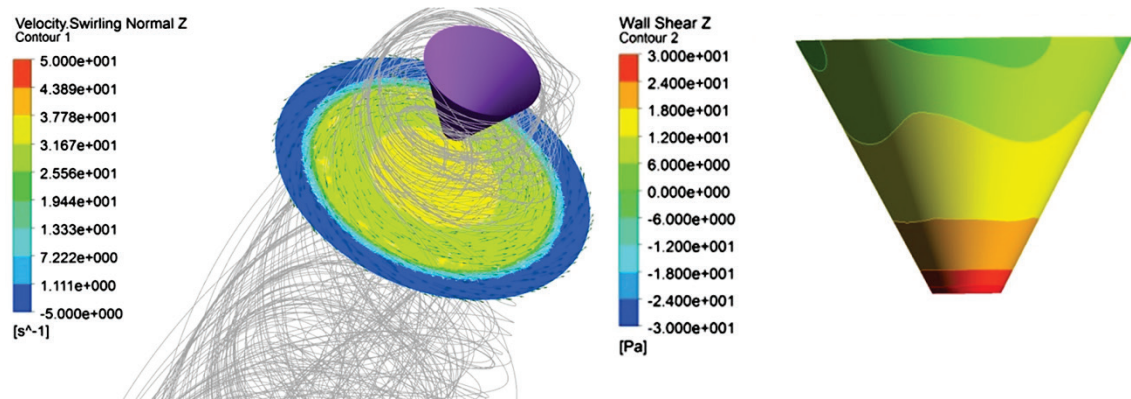 Velocity.Swirling Normal Z
Contour 1
5.000e+001
4.389e+001
3.778e+001
3.167e+001
2.556e+001
1.944e+001
1.333e+001
7.222e+000
1.111e+000
-5.000e+000
[s^-1]
Wall Shear Z
Contour 2
3.000e+001
2.400e+001
1.800e+001
1.200e+001
6.000e+000
0.000e+000
-6.000e+000
-1.200e+001
-1.800e+001
-2.400e+001
-3.000e+001
[Pa]